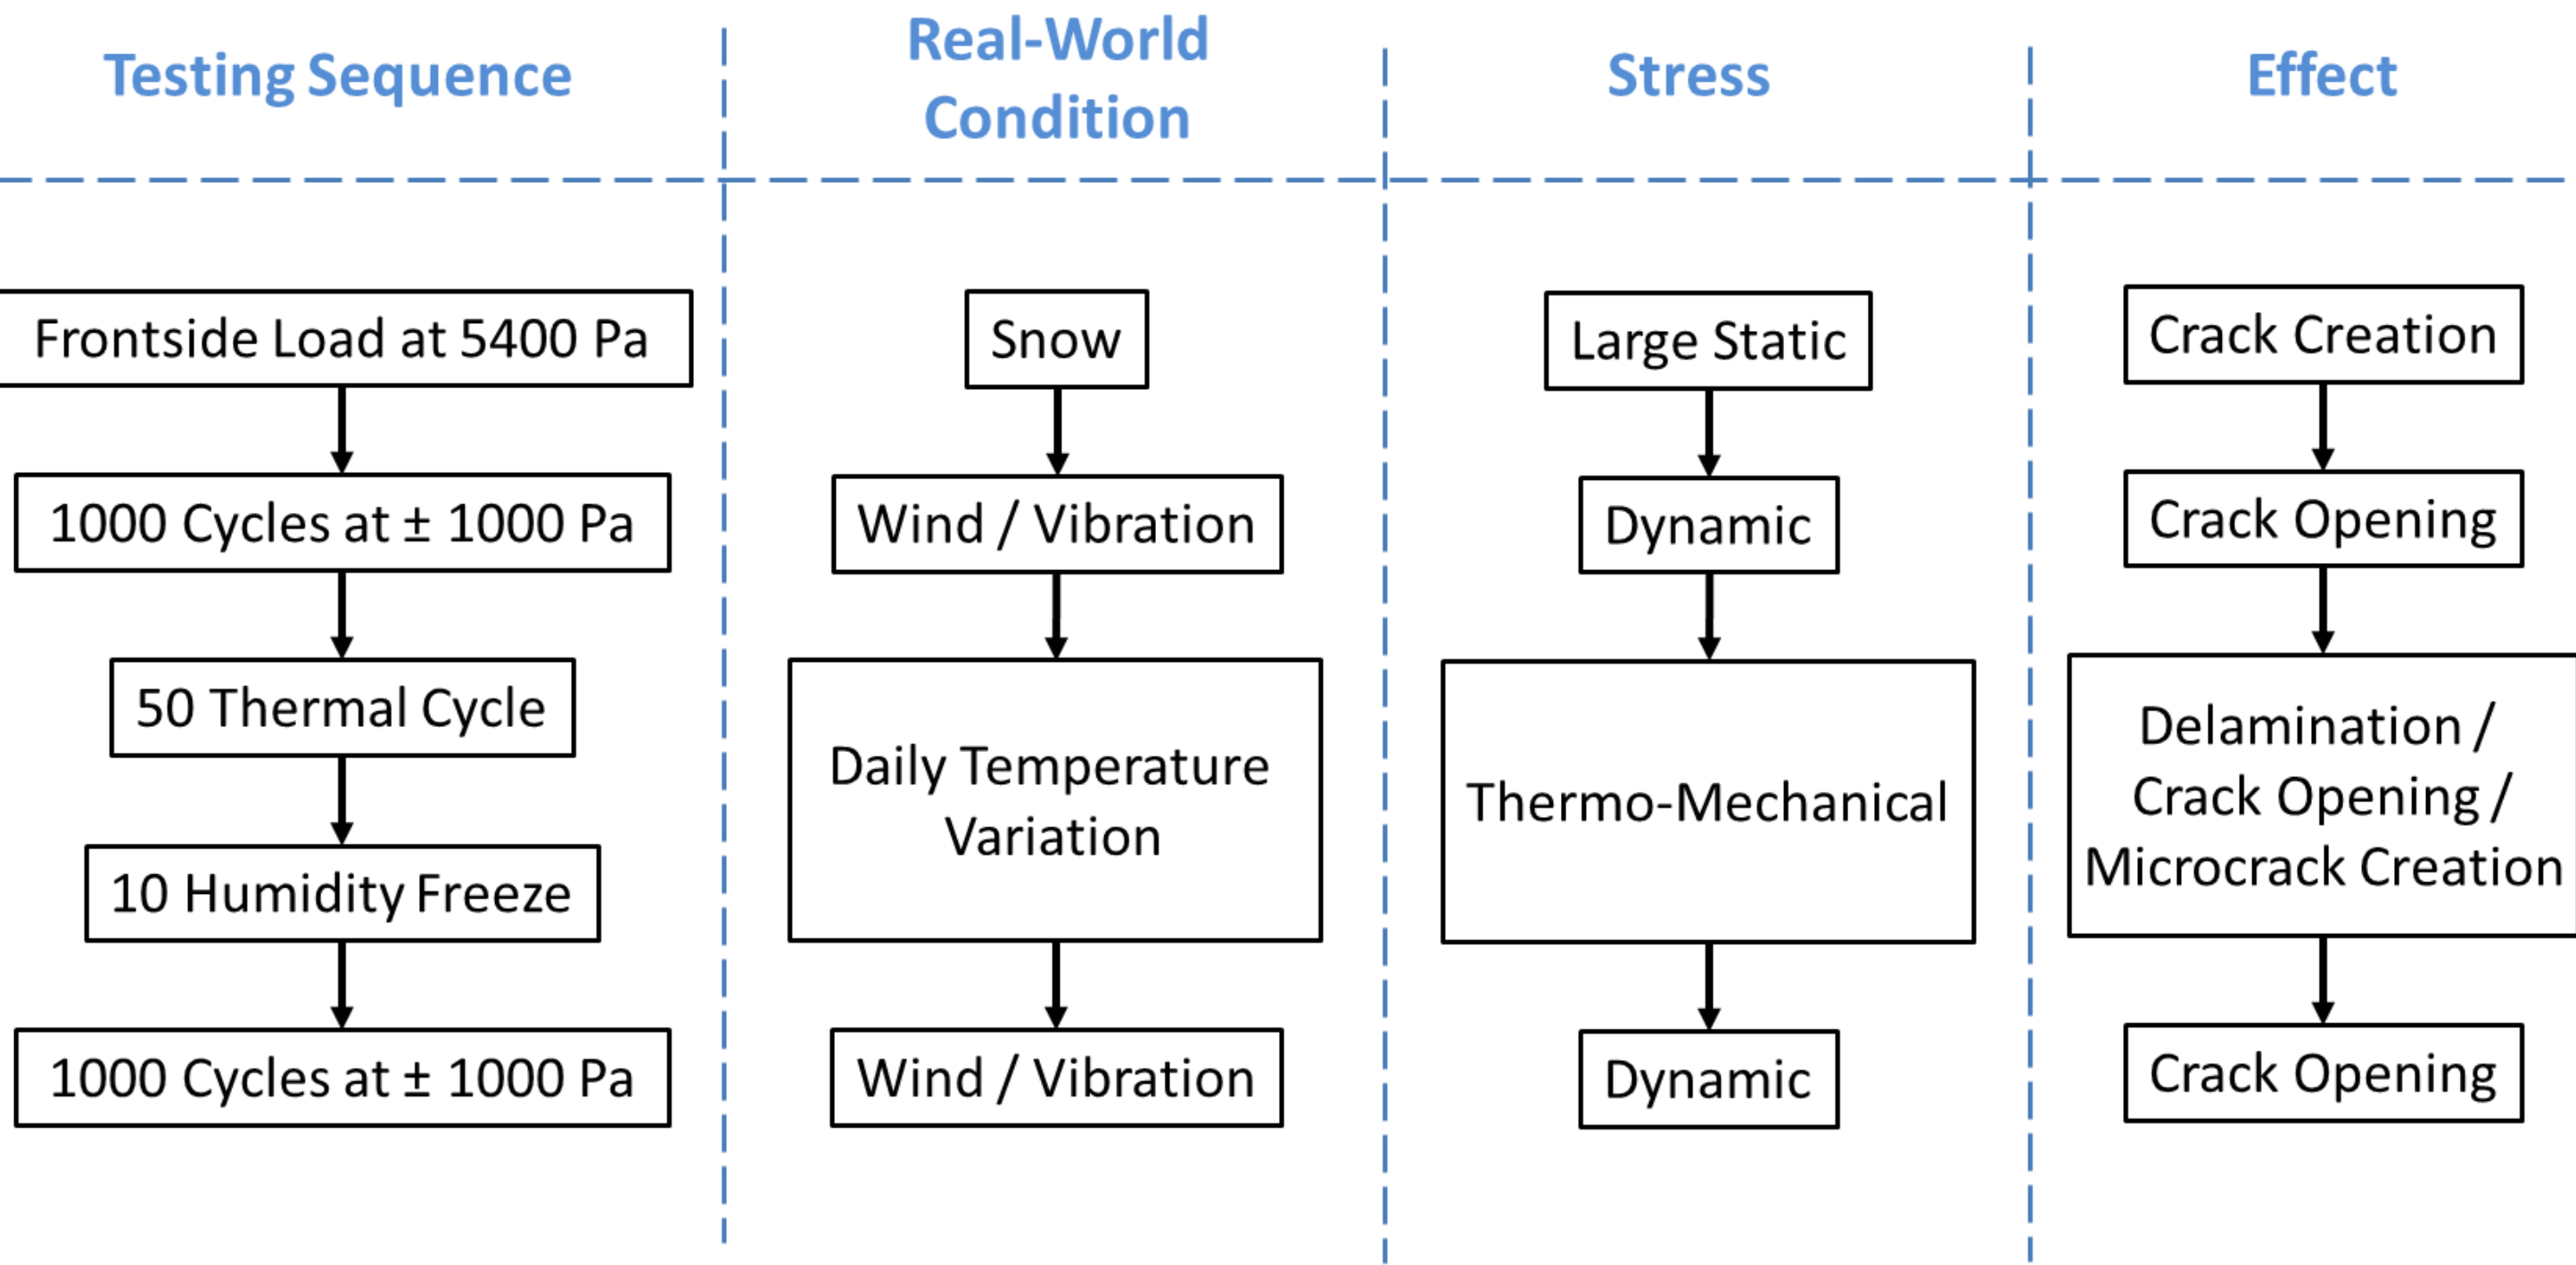 Testing Sequence
Real-World
Condition
Stress
Effect
Frontside Load at 5400 Pa
1000 Cycles at ± 1000 Pa
50 Thermal Cycle
10 Humidity Freeze
1000 Cycles at ± 1000 Pa
Snow
Wind / Vibration
Daily Temperature
Variation
Wind / Vibration
Large Static
Dynamic
Thermo-Mechanical
Dynamic
Crack Creation
Crack Opening
Delamination /
Crack Opening /
Microcrack Creation
Crack Opening